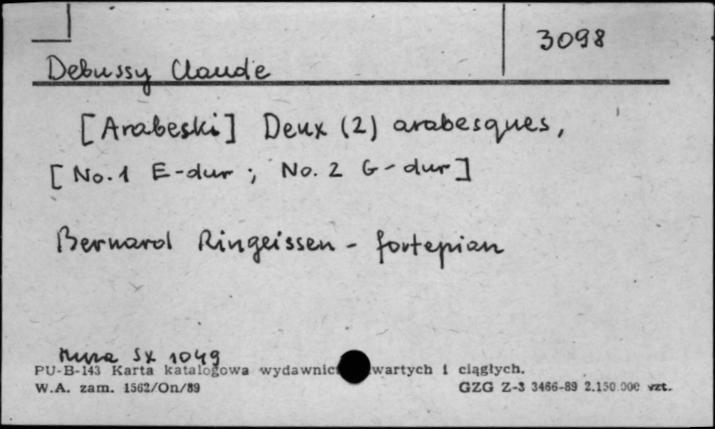 3098
Debussy Claude
[Arabeski] Deux (2) arabesques,
[No.1 E-dur ; No. 2 G-dur]
Bernard Ringeissen - fortepian
Muza SX 1049
PU-B-143 Karta katalogowa wydawnic wartych i ciągłych.
W.A. zam. 1562/On/89 GZG Z-3 3466-89 2.150.000 szt.